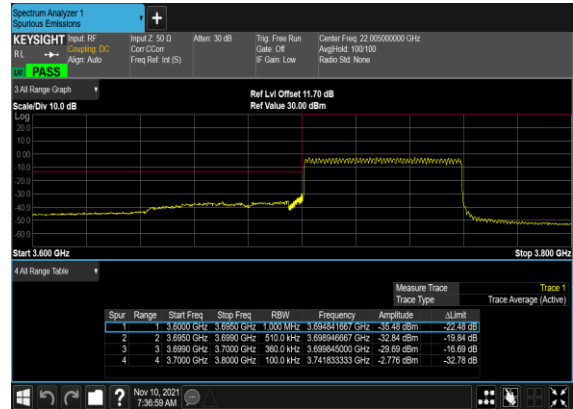 Spectrum Analyzer 1
Spurious Emissions
KEYSIGHT Input: RF Input Z: 50 Ω Atten: 30 dB Trig: Free Run Center Freq: 22.005000000 GHz
RL Coupling: DC Corr CCorr Gate: Off Avg|Hold: 100/100
Align: Auto Freq Ref: Int (S) IF Gain: Low Radio Std: None
LW PASS
3 All Range Graph
Ref Lvl Offset 11.70 dB
Scale/Div 10.0 dB Ref Value 30.00 dBm
Log
20.0
10.00
0.00
-10.0
-20.0
-30.0
-40.0
-50.0
-60.0
Start 3.600 GHz Stop 3.800 GHz
4 All Range Table
Measure Trace Trace 1
Trace Type Trace Average (Active)
Spur Range Start Freq Stop Freq RBW Frequency Amplitude ΔLimit
1 1 3.6000 GHz 3.6950 GHz 1.000 MHz 3.694841667 GHz -35.48 dBm -22.48 dB
2 2 3.6950 GHz 3.6990 GHz 510.0 kHz 3.698946667 GHz -32.84 dBm -19.84 dB
3 3 3.6990 GHz 3.7000 GHz 360.0 kHz 3.699845000 GHz -29.69 dBm -16.69 dB
4 4 3.7000 GHz 3.8000 GHz 100.0 kHz 3.741833333 GHz -2.776 dBm -32.78 dB
? Nov 10, 2021
7:36:59 AM